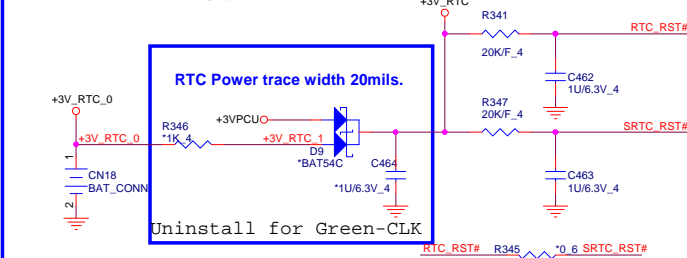 +3V_RTC
R341
RTC_RST#
20K/F_4
RTC Power trace width 20mils.
C462
1U/6.3V_4
+3V_RTC_0
+3VPCU
R347
20K/F_4
SRTC_RST#
R346
*1K_4
+3V_RTC_0
+3V_RTC_1
D9
*BAT54C
C464
*1U/6.3V_4
C463
1U/6.3V_4
1
CN18
BAT_CONN
2
Uninstall for Green-CLK
RTC_RST#
R345
*0_6
SRTC_RST#